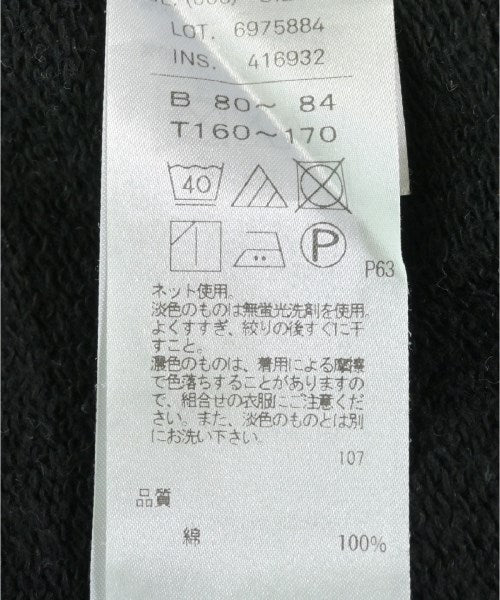 LOT. 6975884
INS. 416932
B 80～ 84
T160～170
40
P
P63
ネット使用。
淡色のものは無蛍光洗剤を使用。
よくすすぎ、絞りの後すぐに干
すこと。
濃色のものは、着用による摩擦
で色落ちすることがありますの
で、組合せの衣服にご注意くだ
さい。また、淡色のものとは別
にお洗い下さい。
107
品質
綿 100%